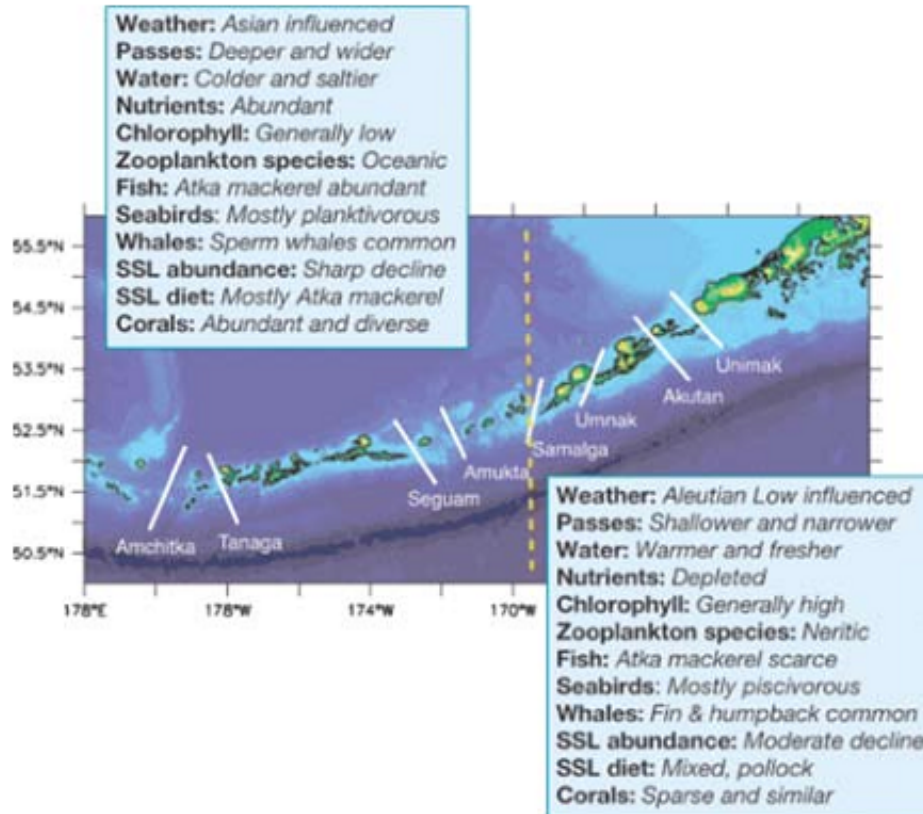 Weather: Asian influenced
Passes: Deeper and wider
Water: Colder and saltier
Nutrients: Abundant
Chlorophyll: Generally low
Zooplankton species: Oceanic
Fish: Atka mackerel abundant
Seabirds: Mostly planktivorous
Whales: Sperm whales common
SSL abundance: Sharp decline
SSL diet: Mostly Atka mackerel
Corals: Abundant and diverse
55.5°N
54.5°N
53.5°N
52.5°N
51.5°N
50.5°N
178°E
178°W
174°W
170°W
Unimak
Akutan
Umnak
Samalga
Amukta
Seguam
Tanaga
Amchitka
Weather: Aleutian Low influenced
Passes: Shallower and narrower
Water: Warmer and fresher
Nutrients: Depleted
Chlorophyll: Generally high
Zooplankton species: Neritic
Fish: Atka mackerel scarce
Seabirds: Mostly piscivorous
Whales: Fin & humpback common
SSL abundance: Moderate decline
SSL diet: Mixed, pollock
Corals: Sparse and similar